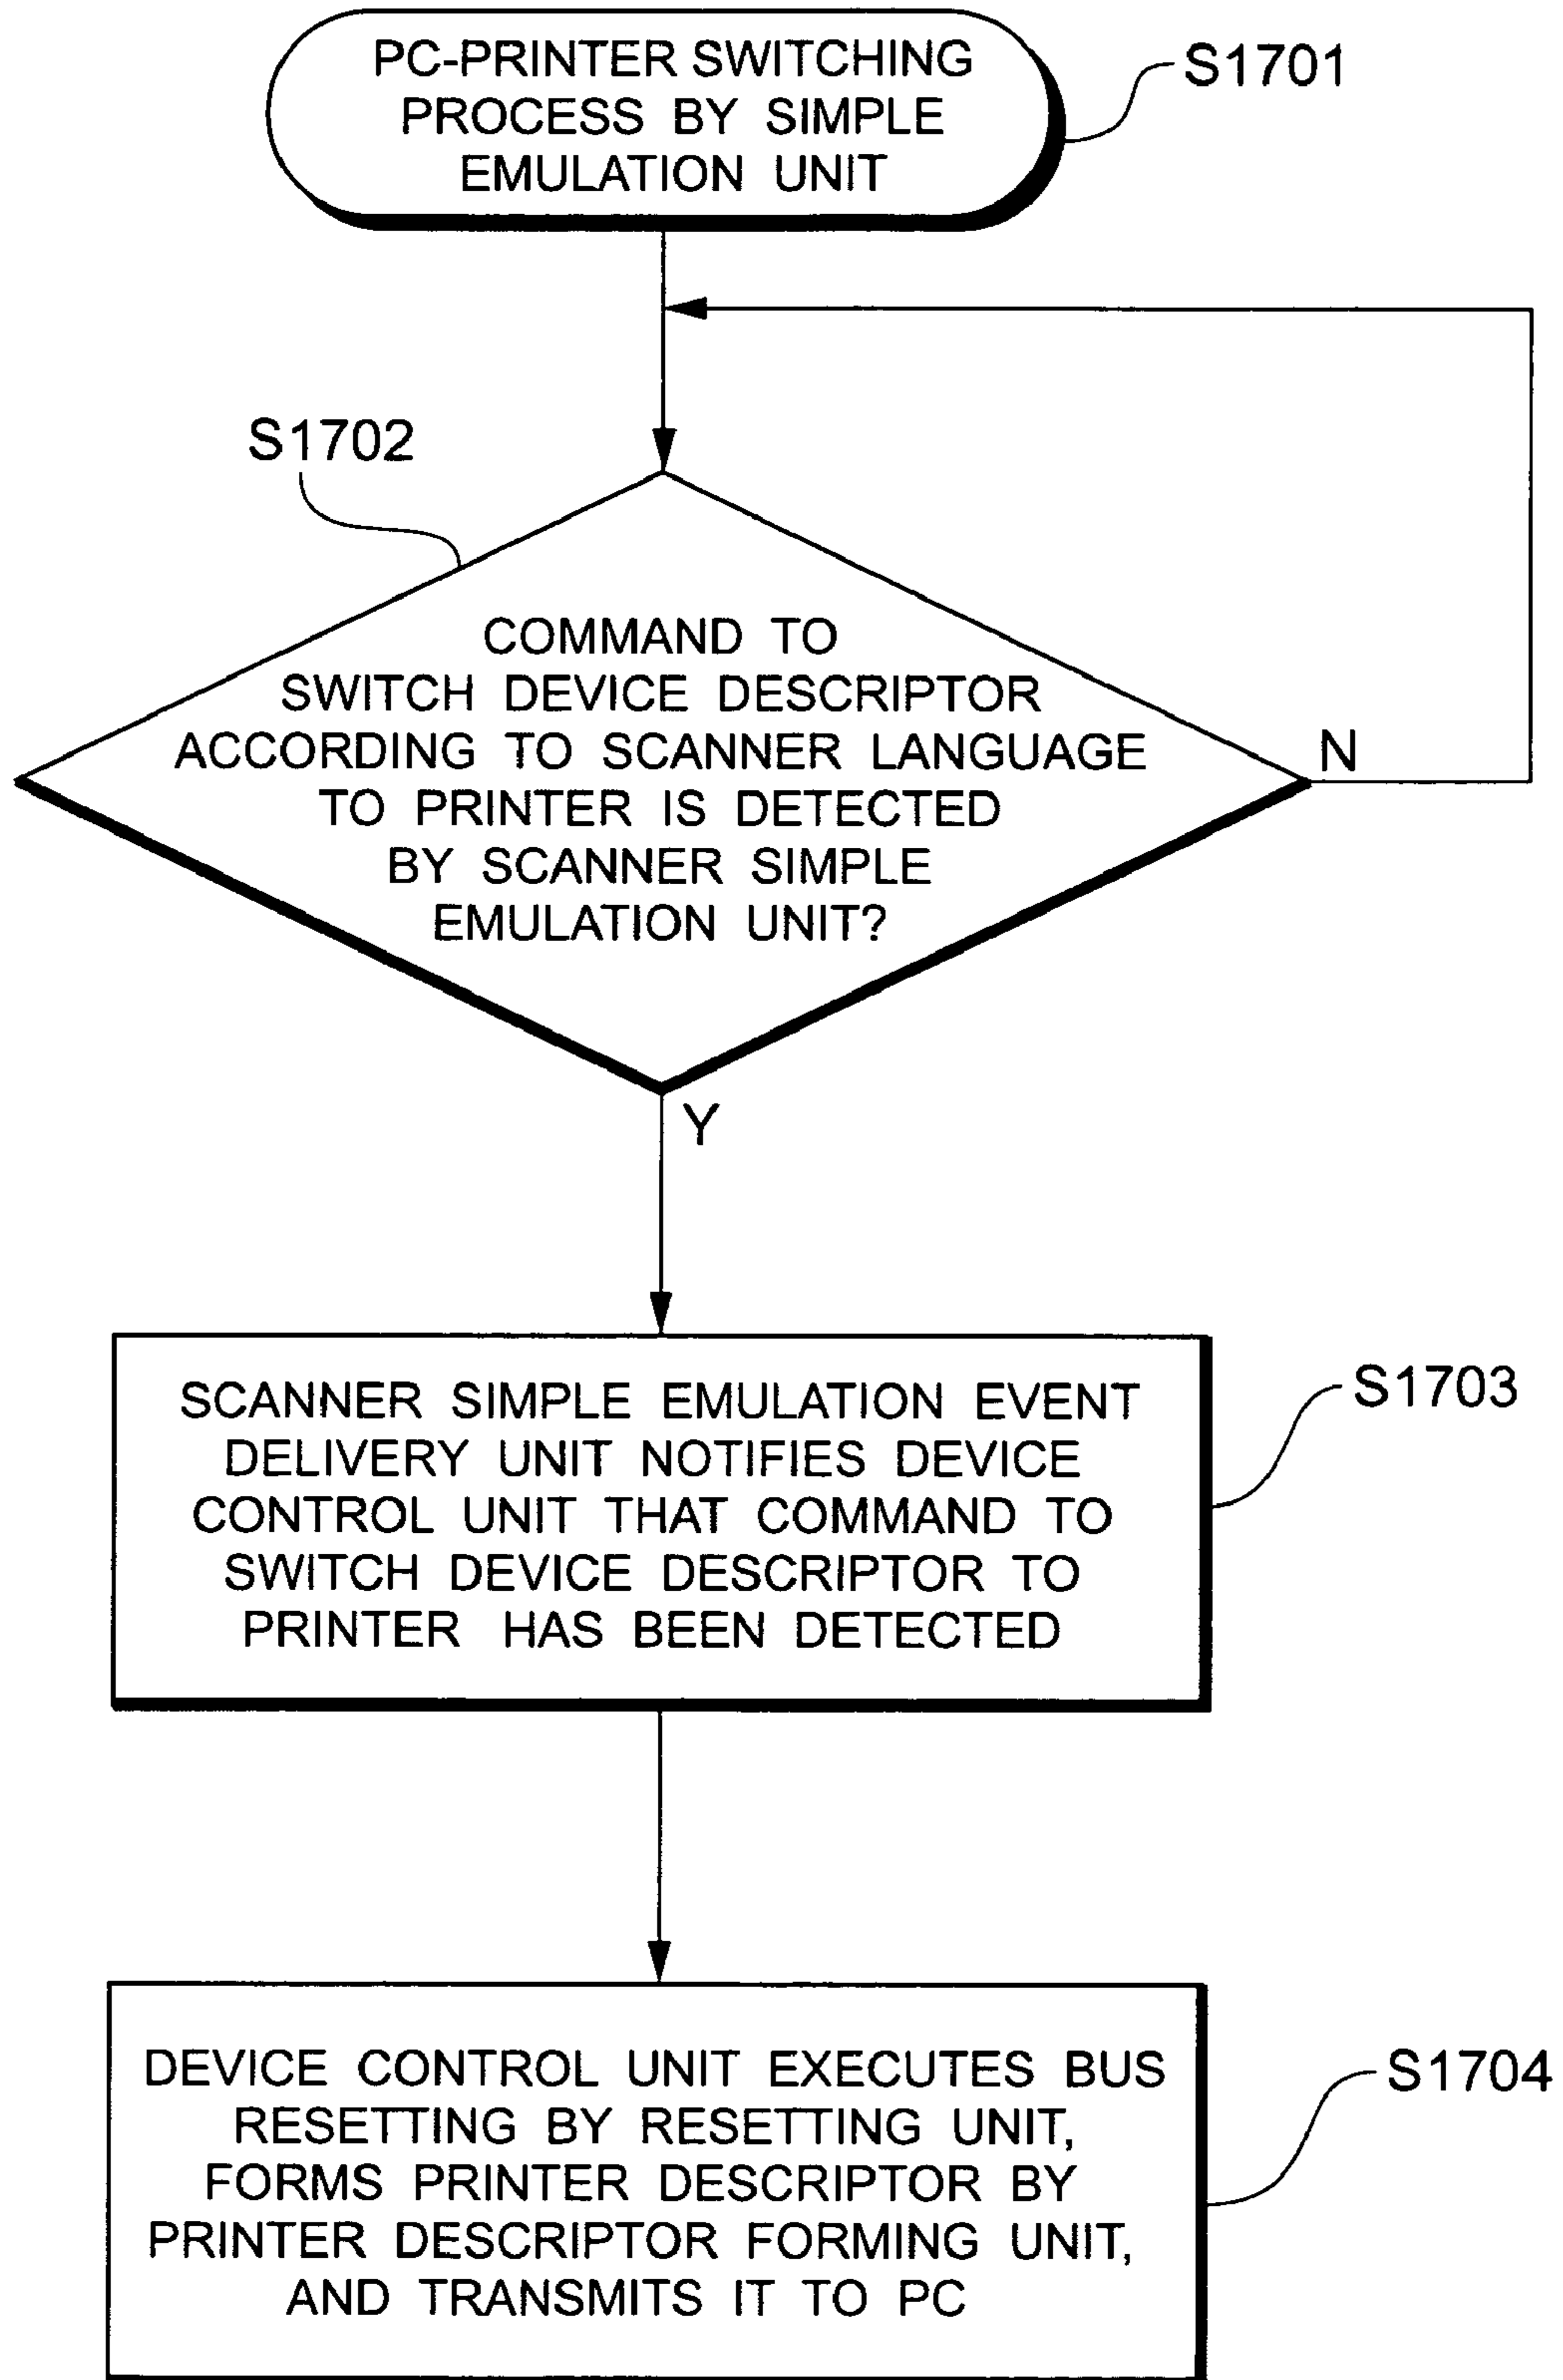 PC-PRINTER SWITCHING
PROCESS BY SIMPLE
EMULATION UNIT
S1701
S1702
COMMAND TO
SWITCH DEVICE DESCRIPTOR
ACCORDING TO SCANNER LANGUAGE
TO PRINTER IS DETECTED
BY SCANNER SIMPLE
EMULATION UNIT?
N
Y
SCANNER SIMPLE EMULATION EVENT
DELIVERY UNIT NOTIFIES DEVICE
CONTROL UNIT THAT COMMAND TO
SWITCH DEVICE DESCRIPTOR TO
PRINTER HAS BEEN DETECTED
S1703
DEVICE CONTROL UNIT EXECUTES BUS
RESETTING BY RESETTING UNIT,
FORMS PRINTER DESCRIPTOR BY
PRINTER DESCRIPTOR FORMING UNIT,
AND TRANSMITS IT TO PC
S1704